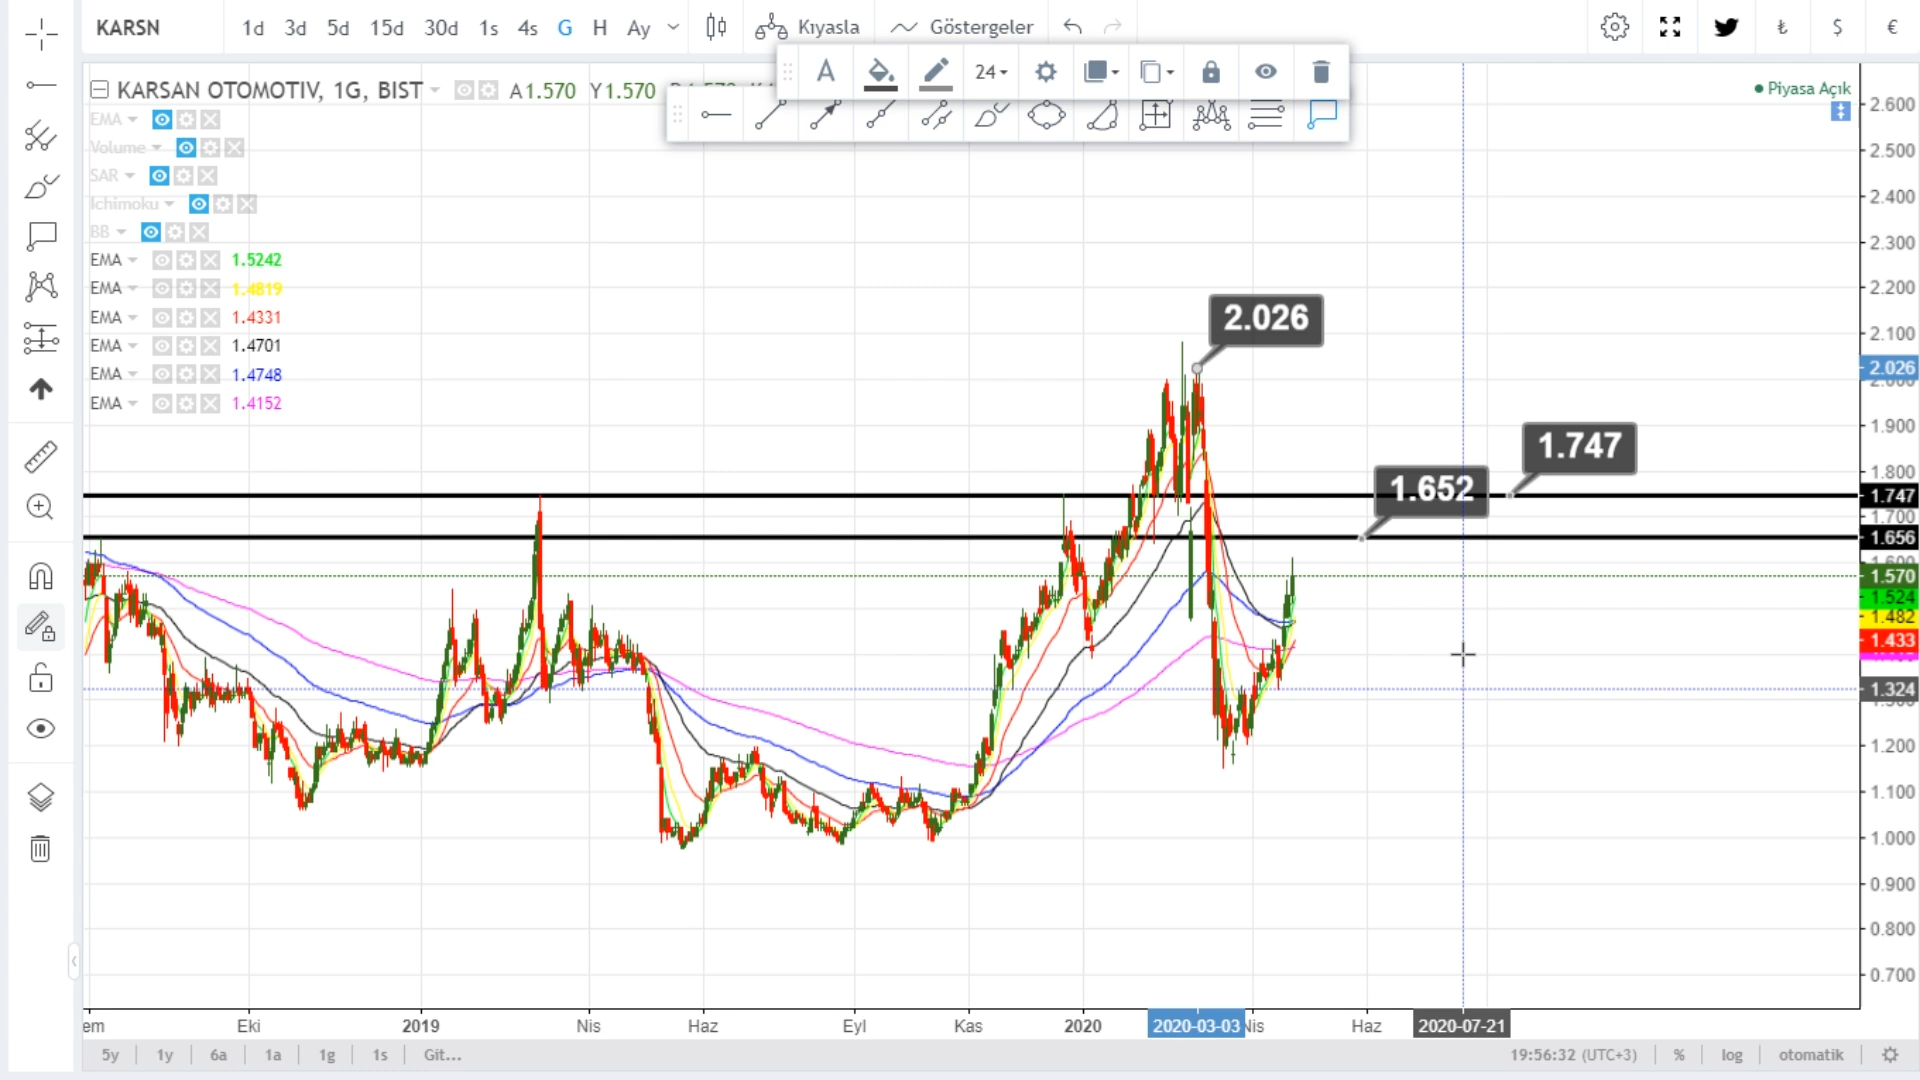 KARSN 1d 3d 5d 15d 30d 1s 4s G H Ay Kıyasla Göstergeler ₺ $ €
A 24
KARSAN OTOMOTIV, 1G, BIST A1.570 Y1.570
Piyasa Açık
EMA
Volume
SAR
Ichimoku
BB
EMA 1.5242
EMA 1.4819
EMA 1.4331
EMA 1.4701
EMA 1.4748
EMA 1.4152
2.026
1.747
1.652
2.600
2.500
2.400
2.300
2.200
2.100
2.026
1.900
1.800
1.747
1.700
1.656
1.570
1.524
1.482
1.433
1.324
1.200
1.100
1.000
0.900
0.800
0.700
em Eki 2019 Nis Haz Eyl Kas 2020 2020-03-03 Nis Haz 2020-07-21
5y 1y 6a 1a 1g 1s Git... 19:56:32 (UTC+3) % log otomatik